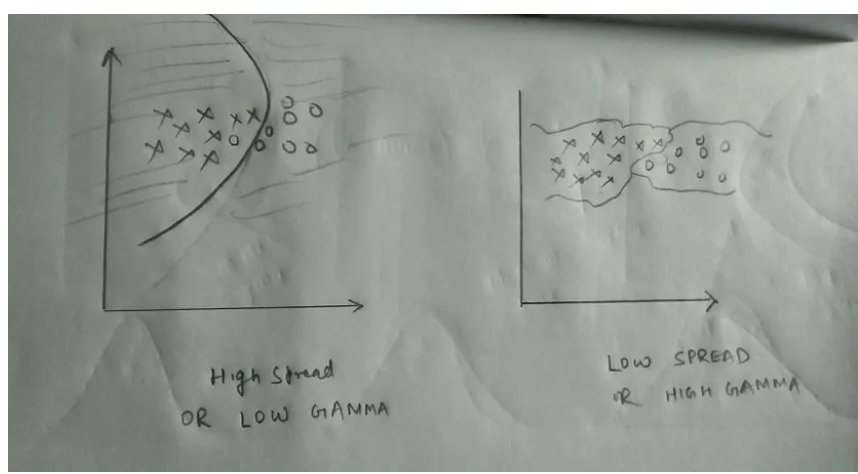 High Spread
OR LOW GAMMA
LOW SPREAD
OR HIGH GAMMA